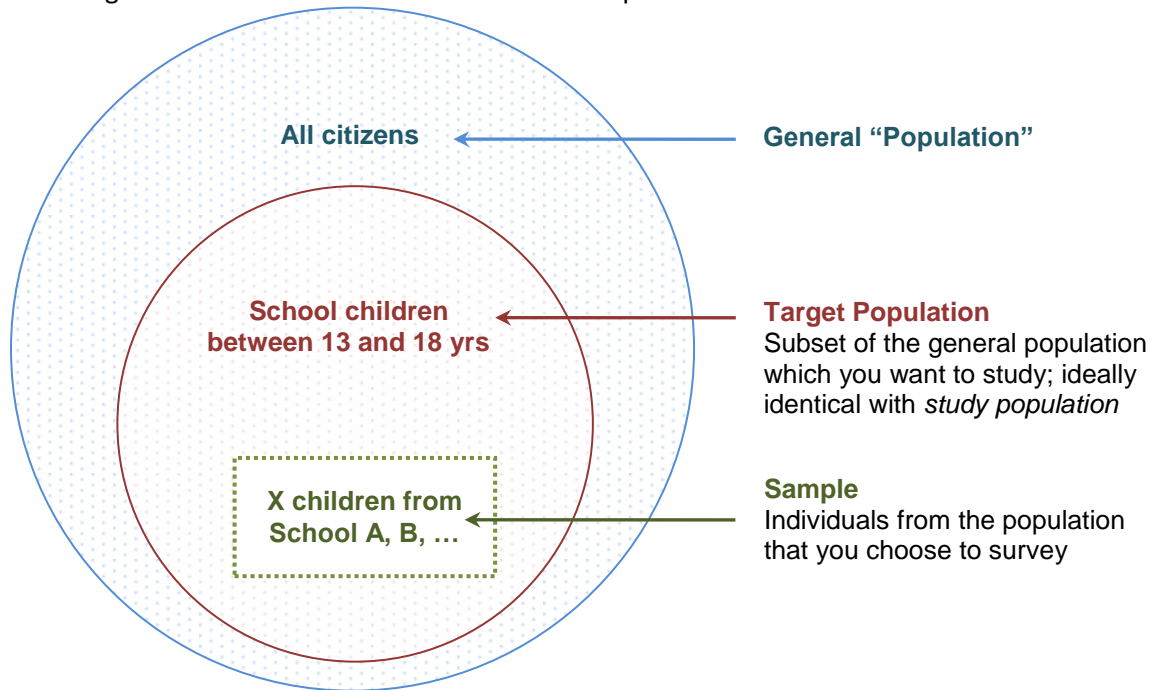 All citizens
General “Population”
School children
between 13 and 18 yrs
Target Population
Subset of the general population
which you want to study; ideally
identical with study population
X children from
School A, B, …
Sample
Individuals from the population
that you choose to survey